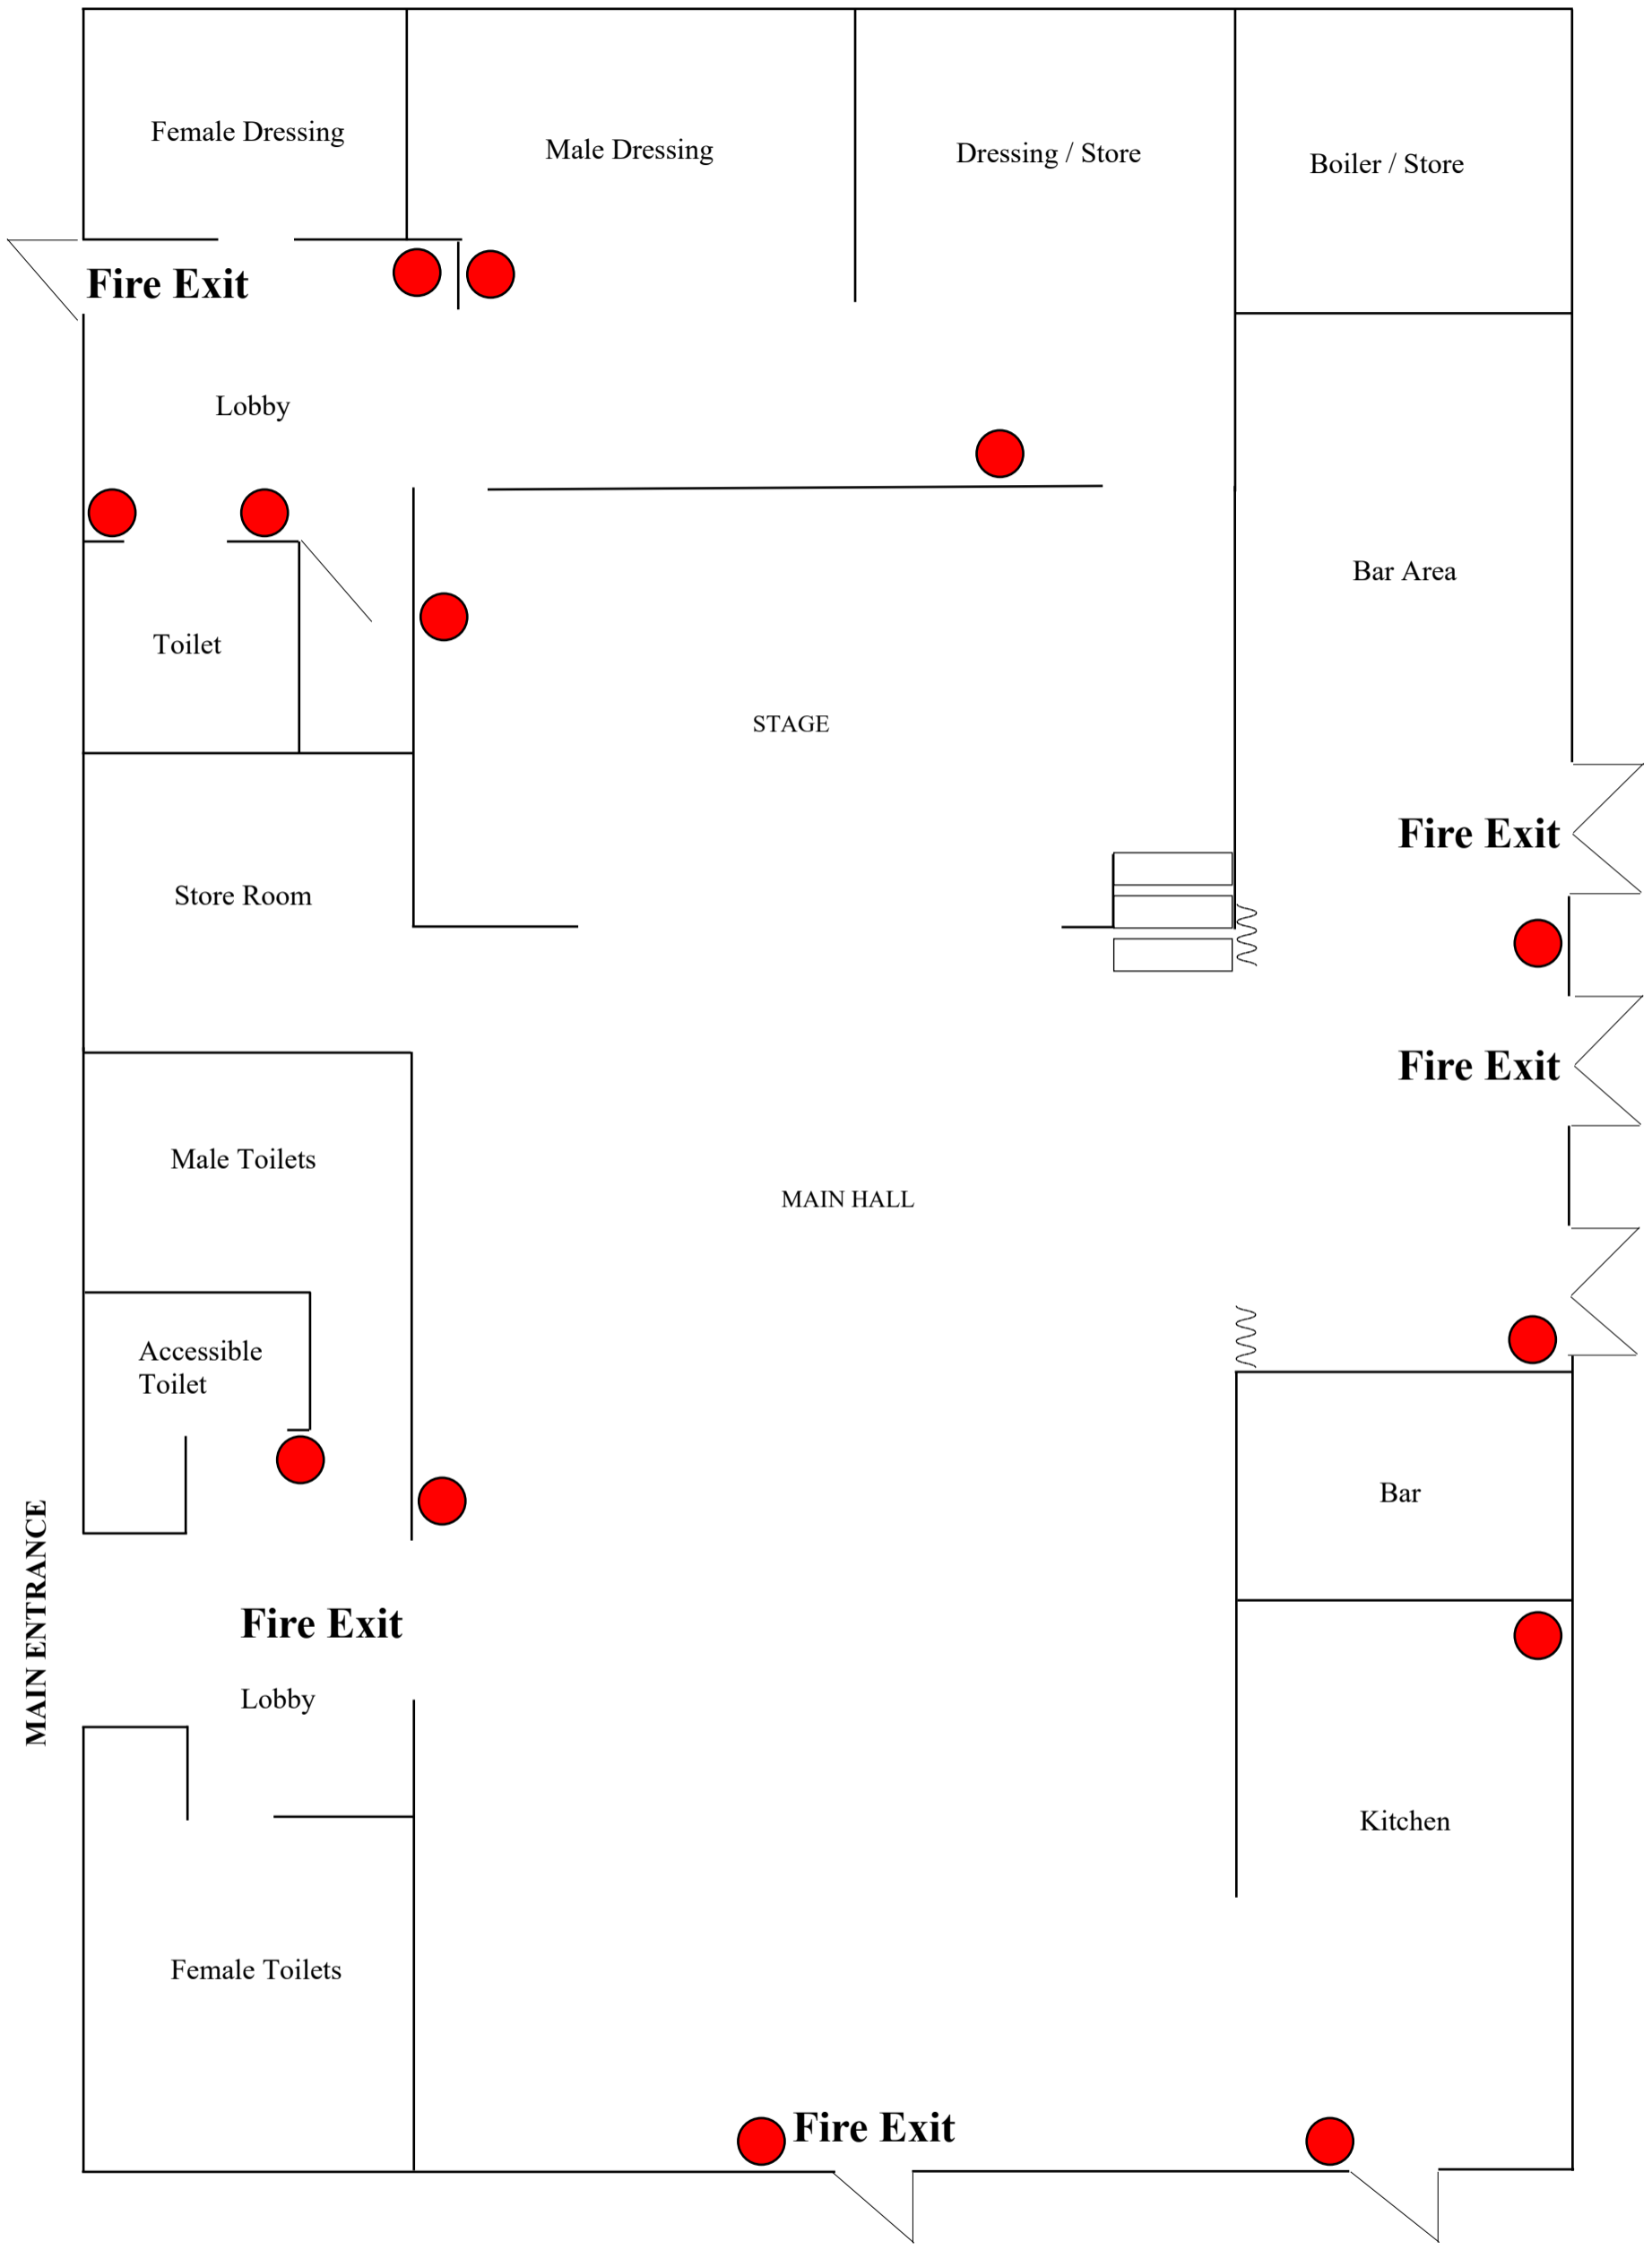 Female Dressing
Male Dressing
Dressing / Store
Boiler / Store
Fire Exit
Lobby
Bar Area
Toilet
STAGE
Fire Exit
Store Room
Fire Exit
Male Toilets
MAIN HALL
Accessible
Toilet
Bar
MAIN ENTRANCE
Fire Exit
Lobby
Kitchen
Female Toilets
Fire Exit